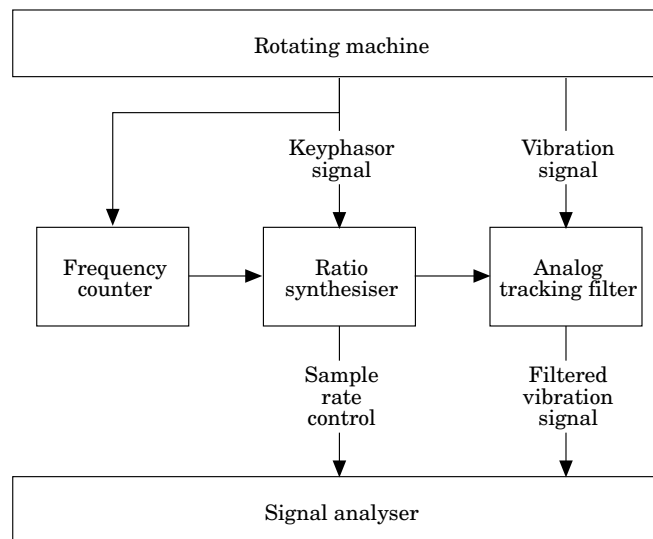 Rotating machine
Keyphasor
signal
Vibration
signal
Frequency
counter
Ratio
synthesiser
Analog
tracking filter
Sample
rate
control
Filtered
vibration
signal
Signal analyser